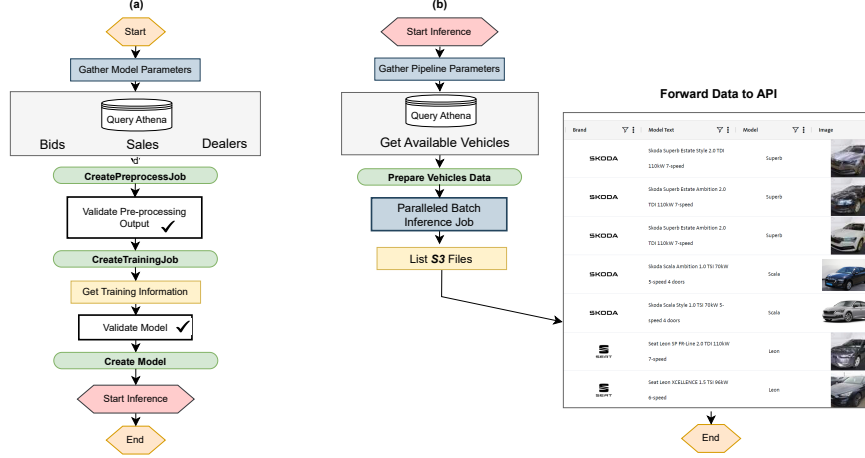 (a)
Start
Gather Model Parameters
Query Athena
Bids
Sales
Dealers
'd'
CreatePreprocessJob
Validate Pre-processing
Output
CreateTrainingJob
Get Training Information
Validate Model
Create Model
Start Inference
End
(b)
Start Inference
Gather Pipeline Parameters
Query Athena
Get Available Vehicles
Prepare Vehicles Data
Paralleled Batch
Inference Job
List S3 Files
Forward Data to API
Brand
Model Text
Model
Image
SKODA
Skoda Superb Estate Style 2.0 TDI
110kW 7-speed
Superb
SKODA
Skoda Superb Estate Ambition 2.0
TDI 110kW 7-speed
Superb
SKODA
Skoda Superb Estate Ambition 2.0
TDI 110kW 7-speed
Superb
SKODA
Skoda Scala Ambition 1.0 TSI 70kW
5-speed 4 doors
Scala
SKODA
Skoda Scala Style 1.0 TSI 70kW 5-
speed 4 doors
Scala
SEAT
Seat Leon SP FR-Line 2.0 TDI 110kW
7-speed
Leon
SEAT
Seat Leon XCELLENCE 1.5 TSI 96kW
6-speed
Leon
End